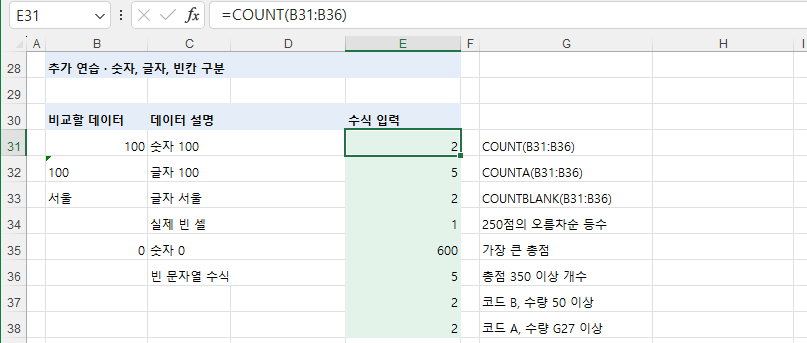 E31 fx =COUNT(B31:B36)
A B C D E F G H I
28 추가 연습 · 숫자, 글자, 빈칸 구분
29
30 비교할 데이터 데이터 설명 수식 입력
31 100 숫자 100 2 COUNT(B31:B36)
32 100 글자 100 5 COUNTA(B31:B36)
33 서울 글자 서울 2 COUNTBLANK(B31:B36)
34 실제 빈 셀 1 250점의 오름차순 등수
35 0 숫자 0 600 가장 큰 총점
36 빈 문자열 수식 5 총점 350 이상 개수
37 2 코드 B, 수량 50 이상
38 2 코드 A, 수량 G27 이상